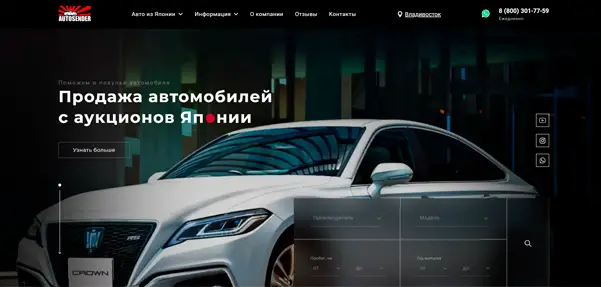 AUTOSENDER
Авто из Японии
Информация
О компании
Отзывы
Контакты
Владивосток
8 (800) 301-77-59
Ежедневно
Поможем в покупке автомобиля
Продажа автомобилей
с аукционов Японии
Узнать больше
Производитель
Модель
Пробег, км
Год выпуска
от
до
от
до
CROWN